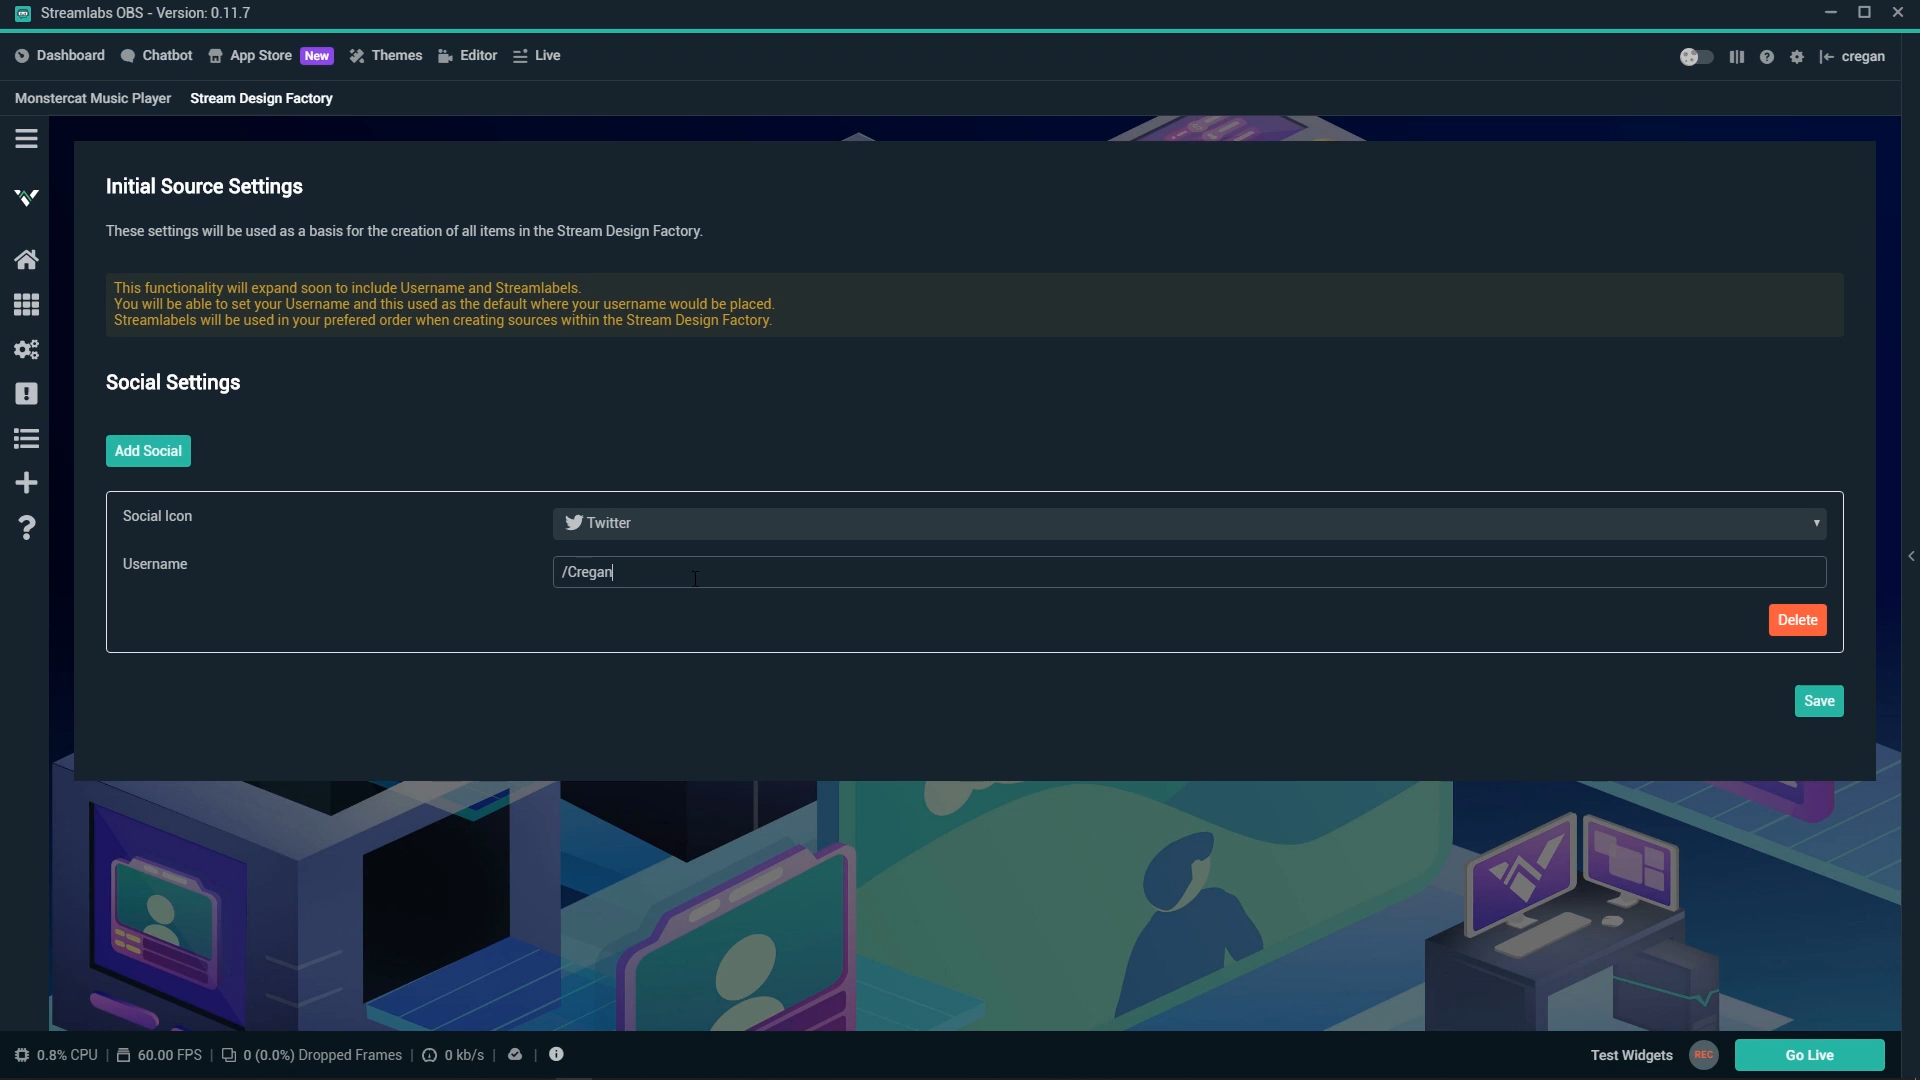 Streamlabs OBS - Version: 0.11.7
Dashboard
Chatbot
App Store
New
Themes
Editor
Live
cregan
Monstercat Music Player
Stream Design Factory
Initial Source Settings
These settings will be used as a basis for the creation of all items in the Stream Design Factory.
This functionality will expand soon to include Username and Streamlabels.
You will be able to set your Username and this used as the default where your username would be placed.
Streamlabels will be used in your prefered order when creating sources within the Stream Design Factory.
Social Settings
Add Social
Social Icon
Twitter
Username
/Cregan
Delete
Save
0.8% CPU
60.00 FPS
0 (0.0%) Dropped Frames
0 kb/s
Test Widgets
REC
Go Live